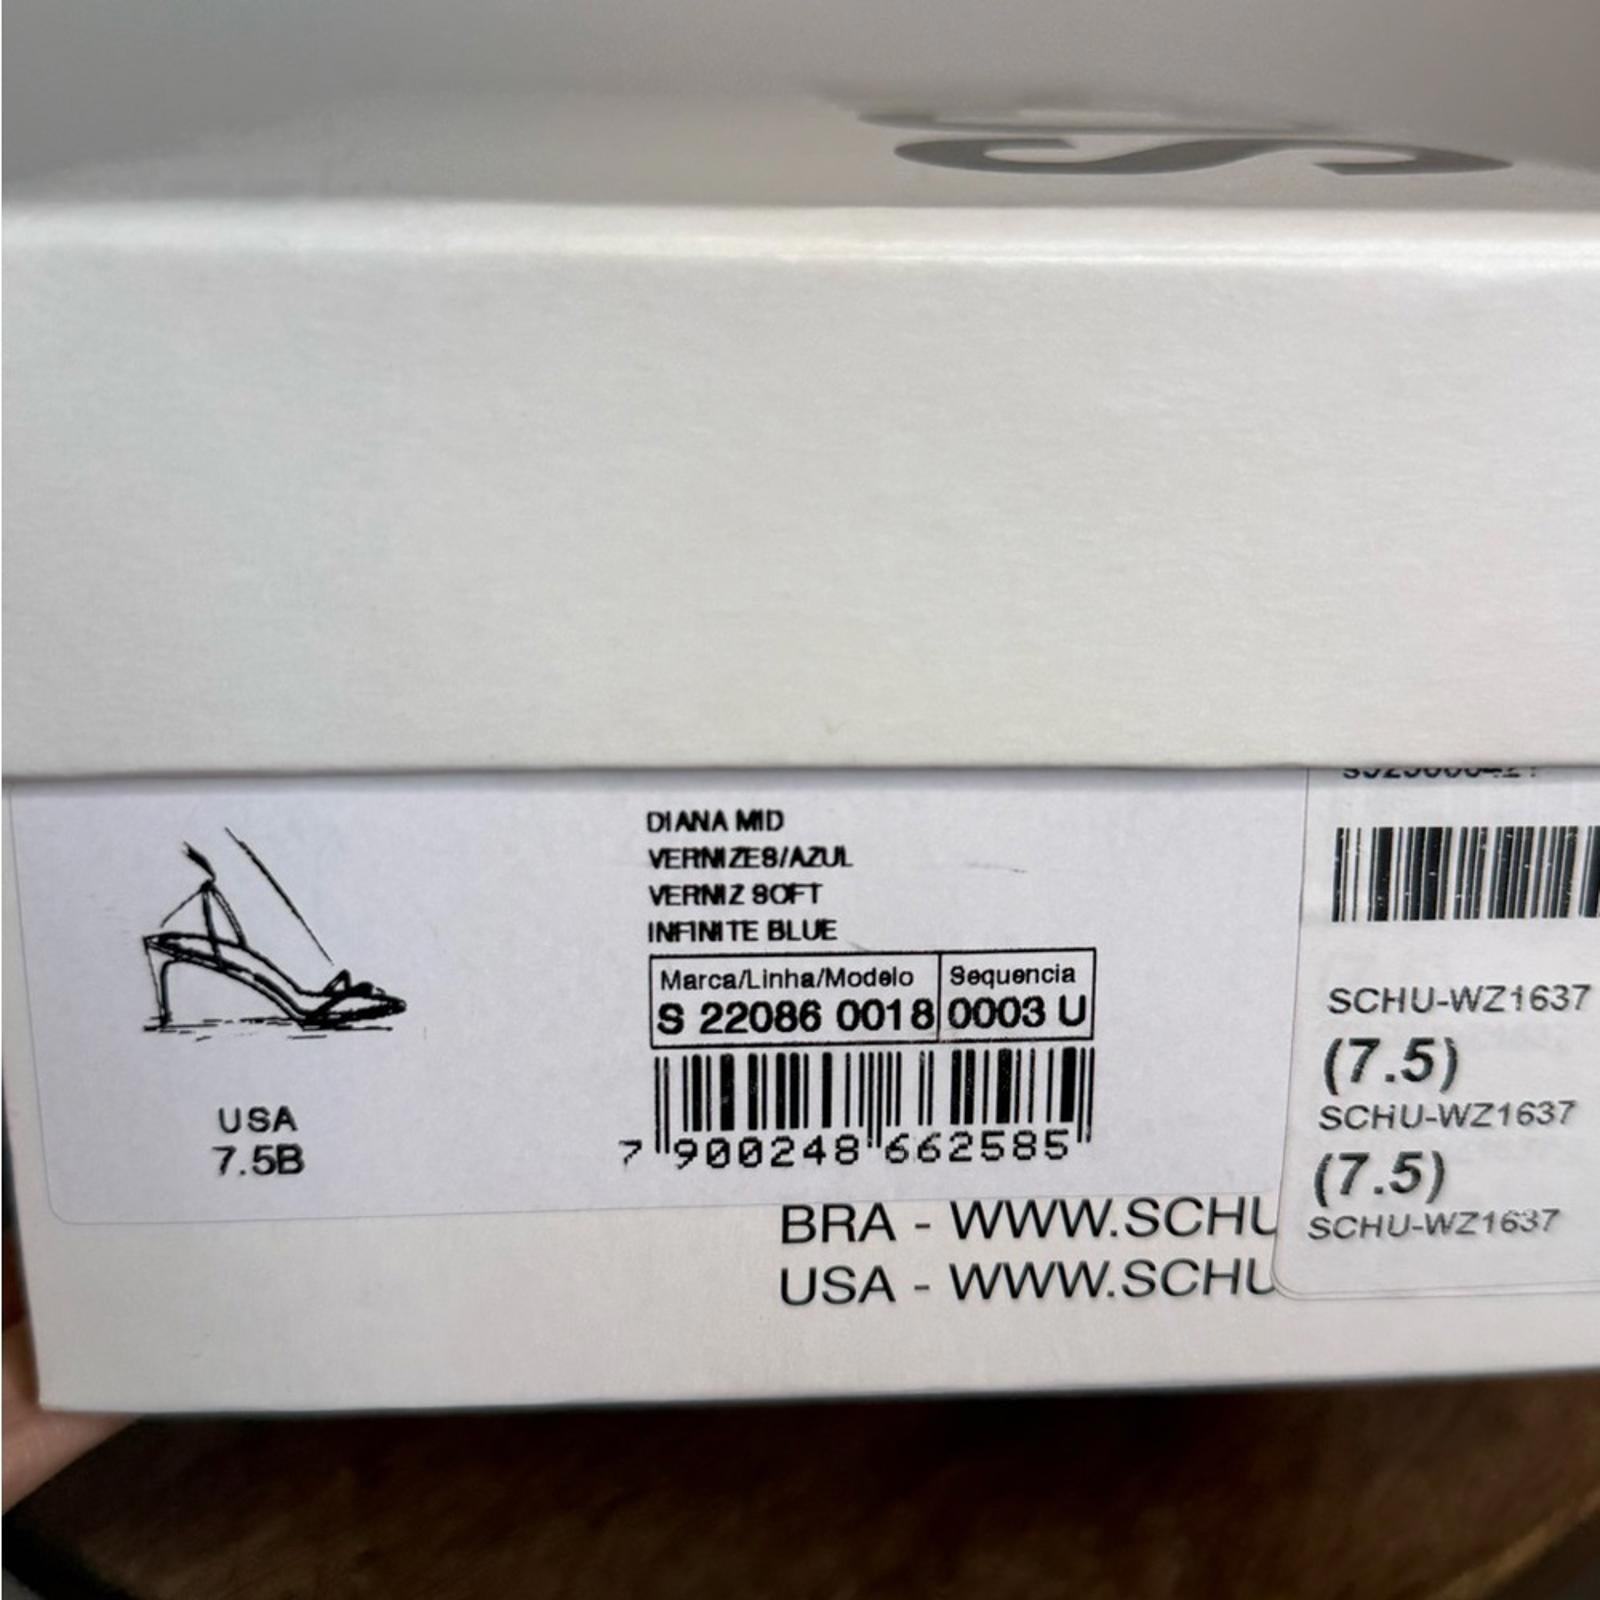 S
DIANA MID
VERNIZES/AZUL
VERNIZ SOFT
INFINITE BLUE
Marca/Linha/Modelo Sequencia
S 22086 0018 0003 U
7 900248 662585
USA
7.5B
BRA - WWW.SCHU
USA - WWW.SCHU
SCHU-WZ1637
(7.5)
SCHU-WZ1637
(7.5)
SCHU-WZ1637